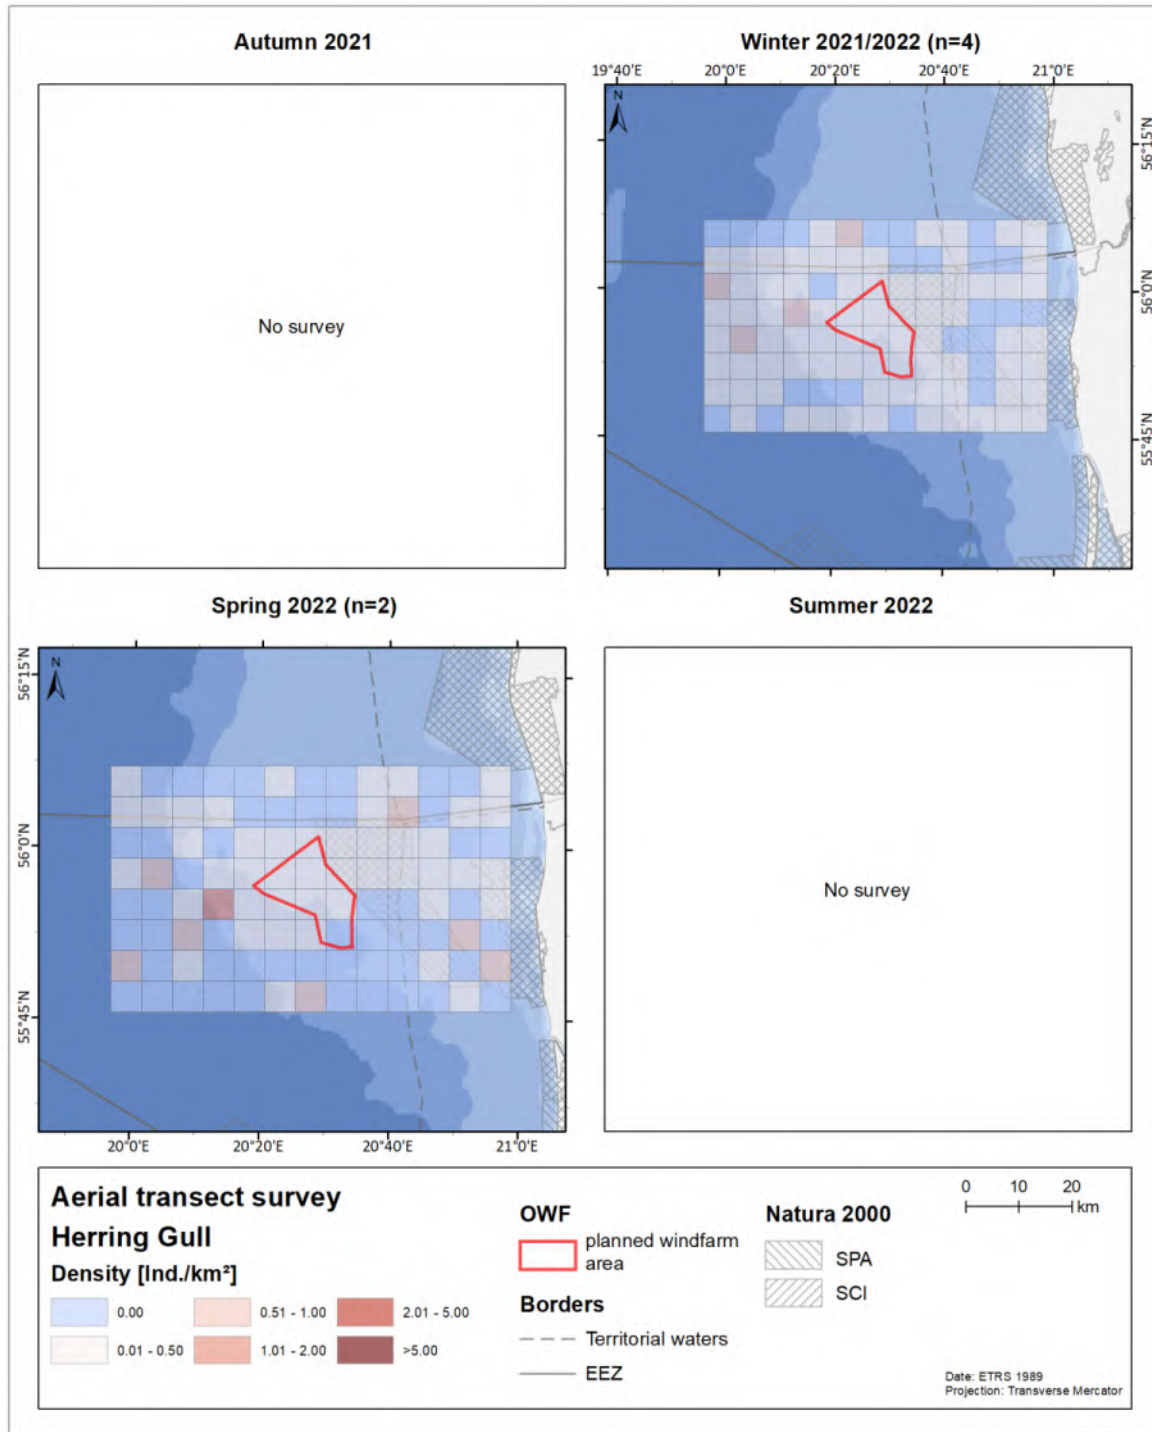 Autumn 2021
No survey
Winter 2021/2022 (n=4)
19°40'E 20°0'E 20°20'E 20°40'E 21°0'E
N
56°15'N
56°0'N
55°45'N
Spring 2022 (n=2)
N
56°15'N
56°0'N
55°45'N
20°0'E 20°20'E 20°40'E 21°0'E
Summer 2022
No survey
Aerial transect survey
Herring Gull
Density [Ind./km²]
0.00
0.01 - 0.50
0.51 - 1.00
1.01 - 2.00
2.01 - 5.00
>5.00
OWF
planned windfarm
area
Borders
Territorial waters
EEZ
Natura 2000
SPA
SCI
0 10 20
km
Date: ETRS 1989
Projection: Transverse Mercator